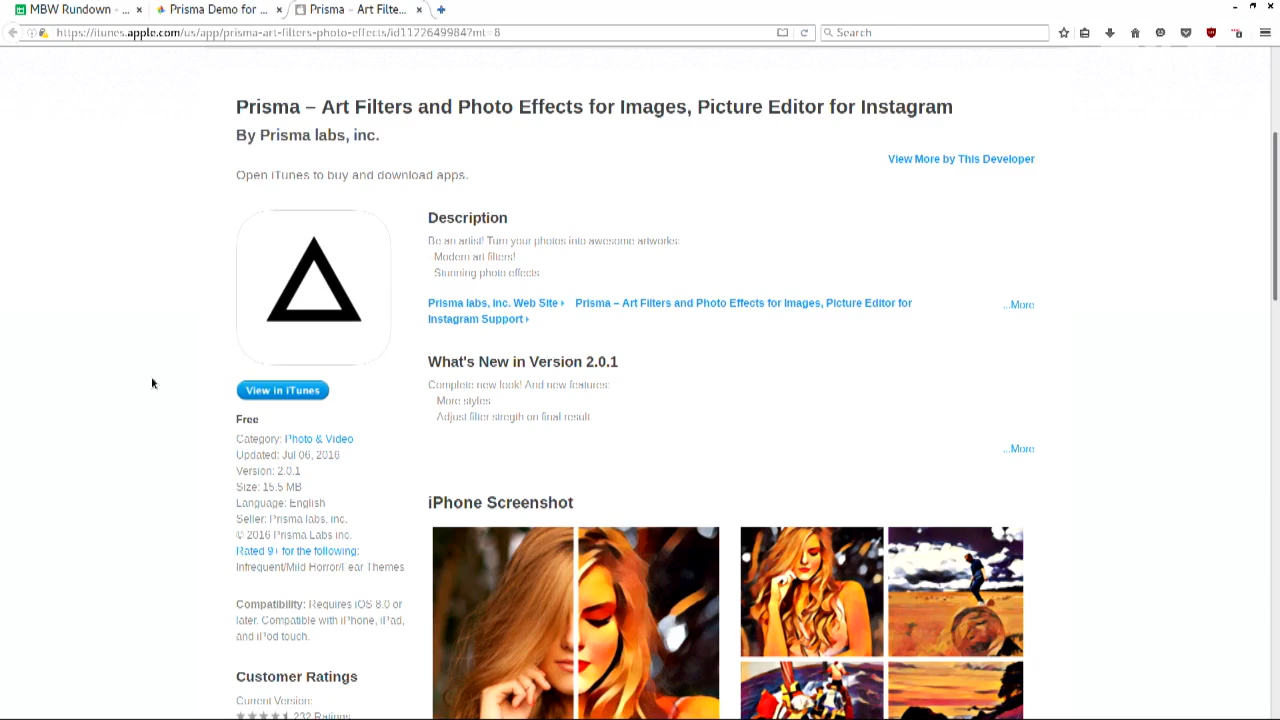 MBW Rundown - ...
Prisma Demo for ...
Prisma – Art Filte...
https://itunes.apple.com/us/app/prisma-art-filters-photo-effects/id1122649984?mt=8
Search
Prisma – Art Filters and Photo Effects for Images, Picture Editor for Instagram
By Prisma labs, inc.
View More by This Developer
Open iTunes to buy and download apps.
Description
Be an artist! Turn your photos into awesome artworks:
Modern art filters!
Stunning photo effects
Prisma labs, inc. Web Site
Prisma – Art Filters and Photo Effects for Images, Picture Editor for
Instagram Support
...More
What's New in Version 2.0.1
Complete new look! And new features:
More styles
Adjust filter stregth on final result
...More
View in iTunes
Free
Category: Photo & Video
Updated: Jul 06, 2016
Version: 2.0.1
Size: 15.5 MB
Language: English
Seller: Prisma labs, inc.
© 2016 Prisma Labs inc.
Rated 9+ for the following:
Infrequent/Mild Horror/Fear Themes
Compatibility: Requires iOS 8.0 or
later. Compatible with iPhone, iPad,
and iPod touch.
Customer Ratings
Current Version:
232 Ratings
iPhone Screenshot